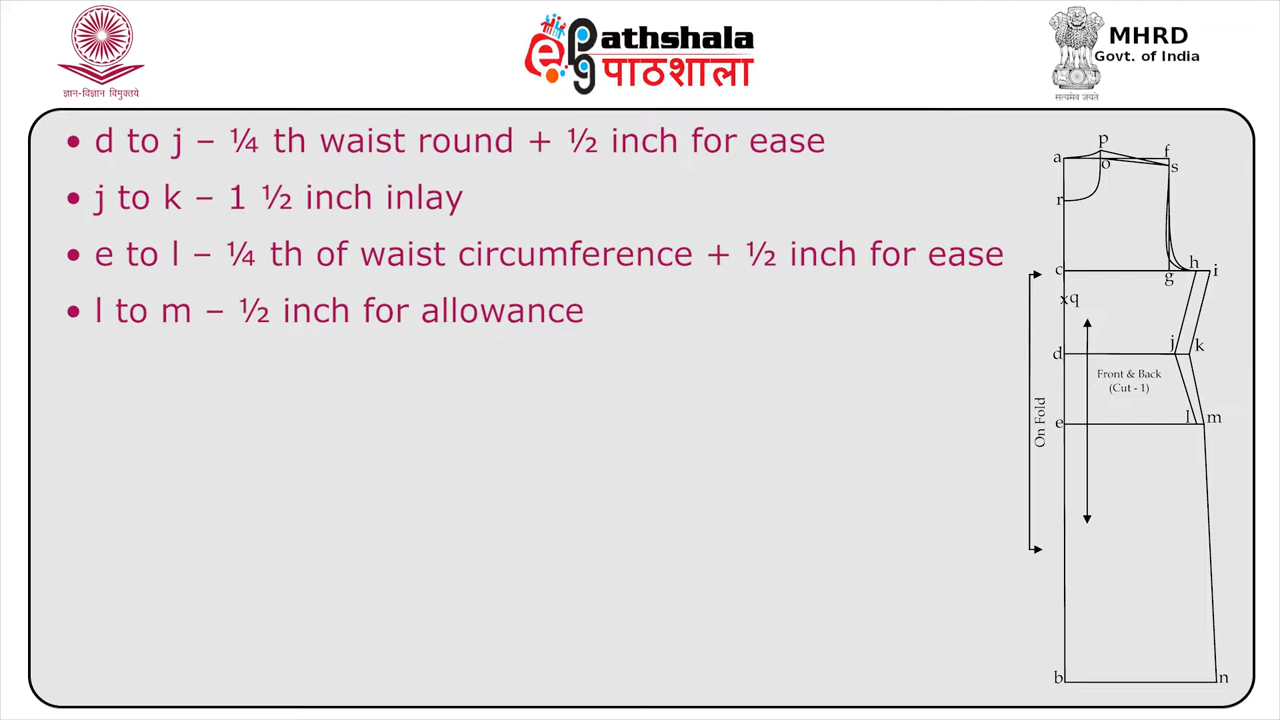 ज्ञान-विज्ञान विमुक्तये
e pg Pathshala
पाठशाला
MHRD
Govt. of India
सत्यमेव जयते
• d to j – ¼ th waist round + ½ inch for ease
• j to k – 1 ½ inch inlay
• e to l – ¼ th of waist circumference + ½ inch for ease
• l to m – ½ inch for allowance
p
a
f
o
s
r
c
g
h
i
xq
d
j
k
Front & Back
(Cut - 1)
On Fold
e
l
m
b
n